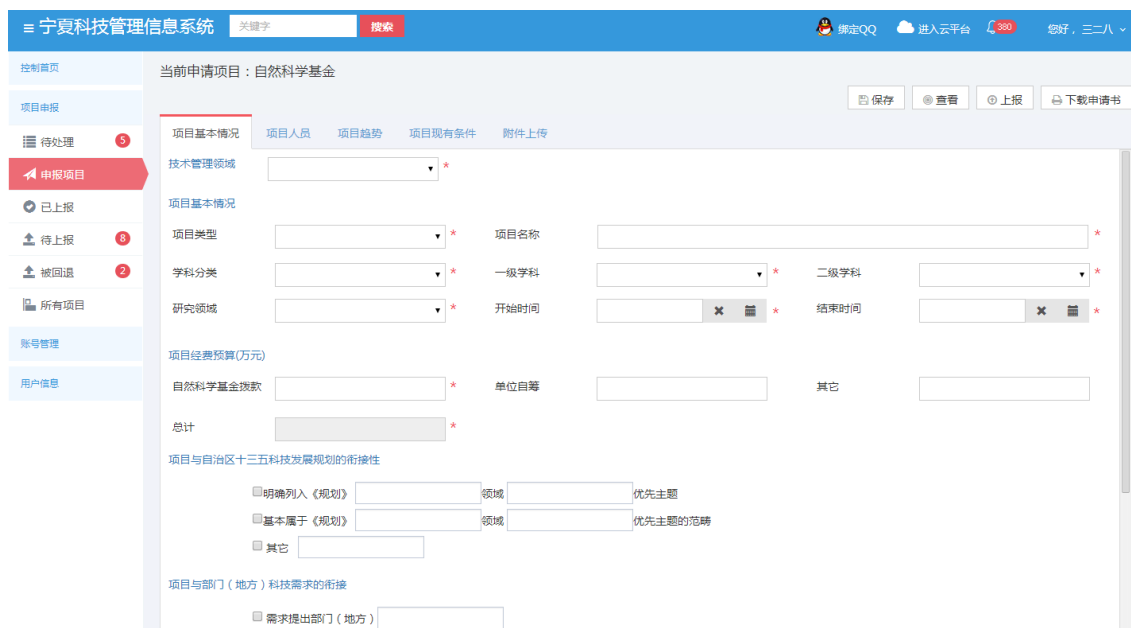 宁夏科技管理信息系统 关键字 搜索 绑定QQ 进入云平台 380 您好，三二八
控制首页
当前申请项目：自然科学基金
项目申报
保存 查看 上报 下载申请书
待处理 5
项目基本情况 项目人员 项目趋势 项目现有条件 附件上传
申报项目
技术管理领域 *
已上报
项目基本情况
待上报 8
项目类型 * 项目名称 *
被回退 2
学科分类 * 一级学科 * 二级学科 *
所有项目
研究领域 * 开始时间 * 结束时间 *
账号管理
项目经费预算(万元)
用户信息
自然科学基金拨款 * 单位自筹 其它
总计 *
项目与自治区十三五科技发展规划的衔接性
明确列入《规划》 领域 优先主题
基本属于《规划》 领域 优先主题的范畴
其它
项目与部门（地方）科技需求的衔接
需求提出部门（地方）